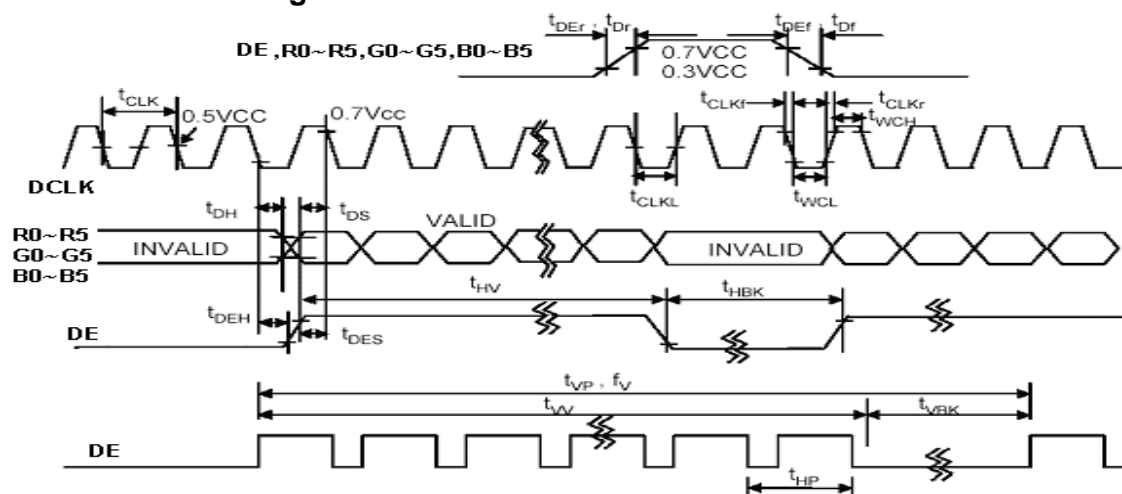 tDEr , tDr
tDEf , tDf
DE ,R0~R5,G0~G5,B0~B5
0.7VCC
0.3VCC
tCLK
0.5VCC
0.7Vcc
tCLKf
tCLKr
tWCH
DCLK
tCLKL
tWCL
tDH
tDS
VALID
R0~R5
G0~G5
B0~B5
INVALID
INVALID
tHV
tHBK
tDEH
DE
tDES
tVP , fV
tVV
tVBK
DE
tHP